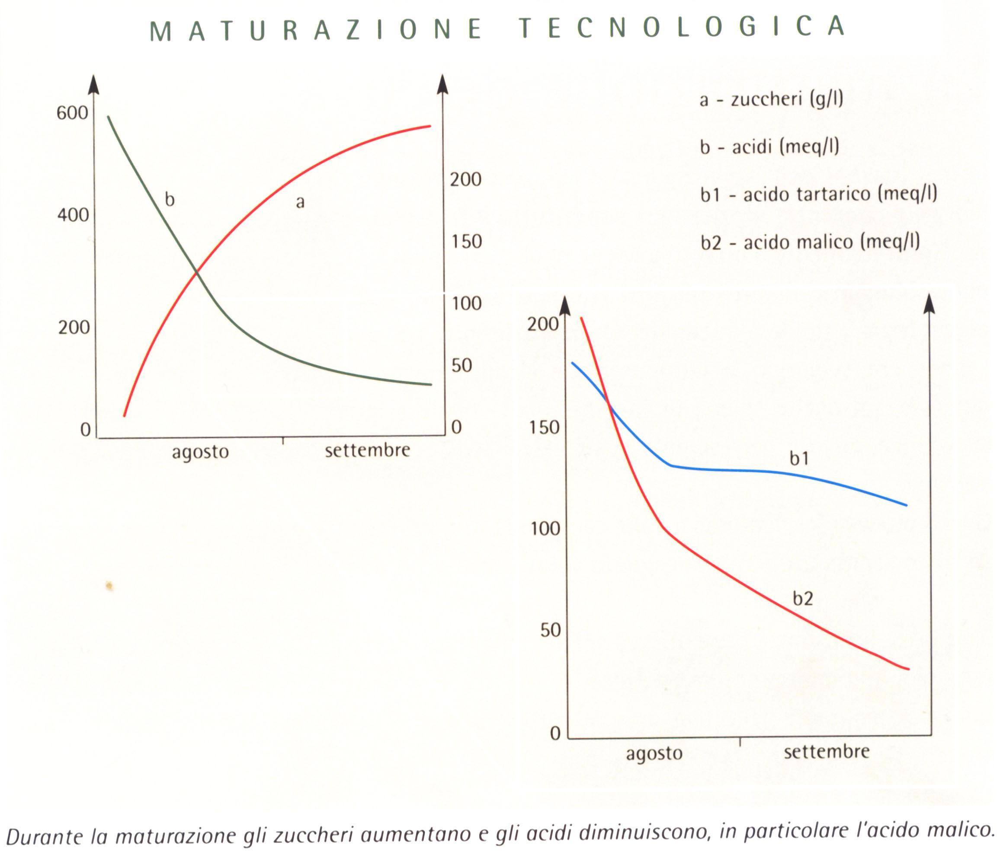 MATURAZIONE TECNOLOGICA
600
400
200
0
b
a
200
150
100
50
0
agosto settembre
a - zuccheri (g/l)
b - acidi (meq/l)
b1 - acido tartarico (meq/l)
b2 - acido malico (meq/l)
200
150
100
50
0
b1
b2
agosto settembre
Durante la maturazione gli zuccheri aumentano e gli acidi diminuiscono, in particolare l'acido malico.